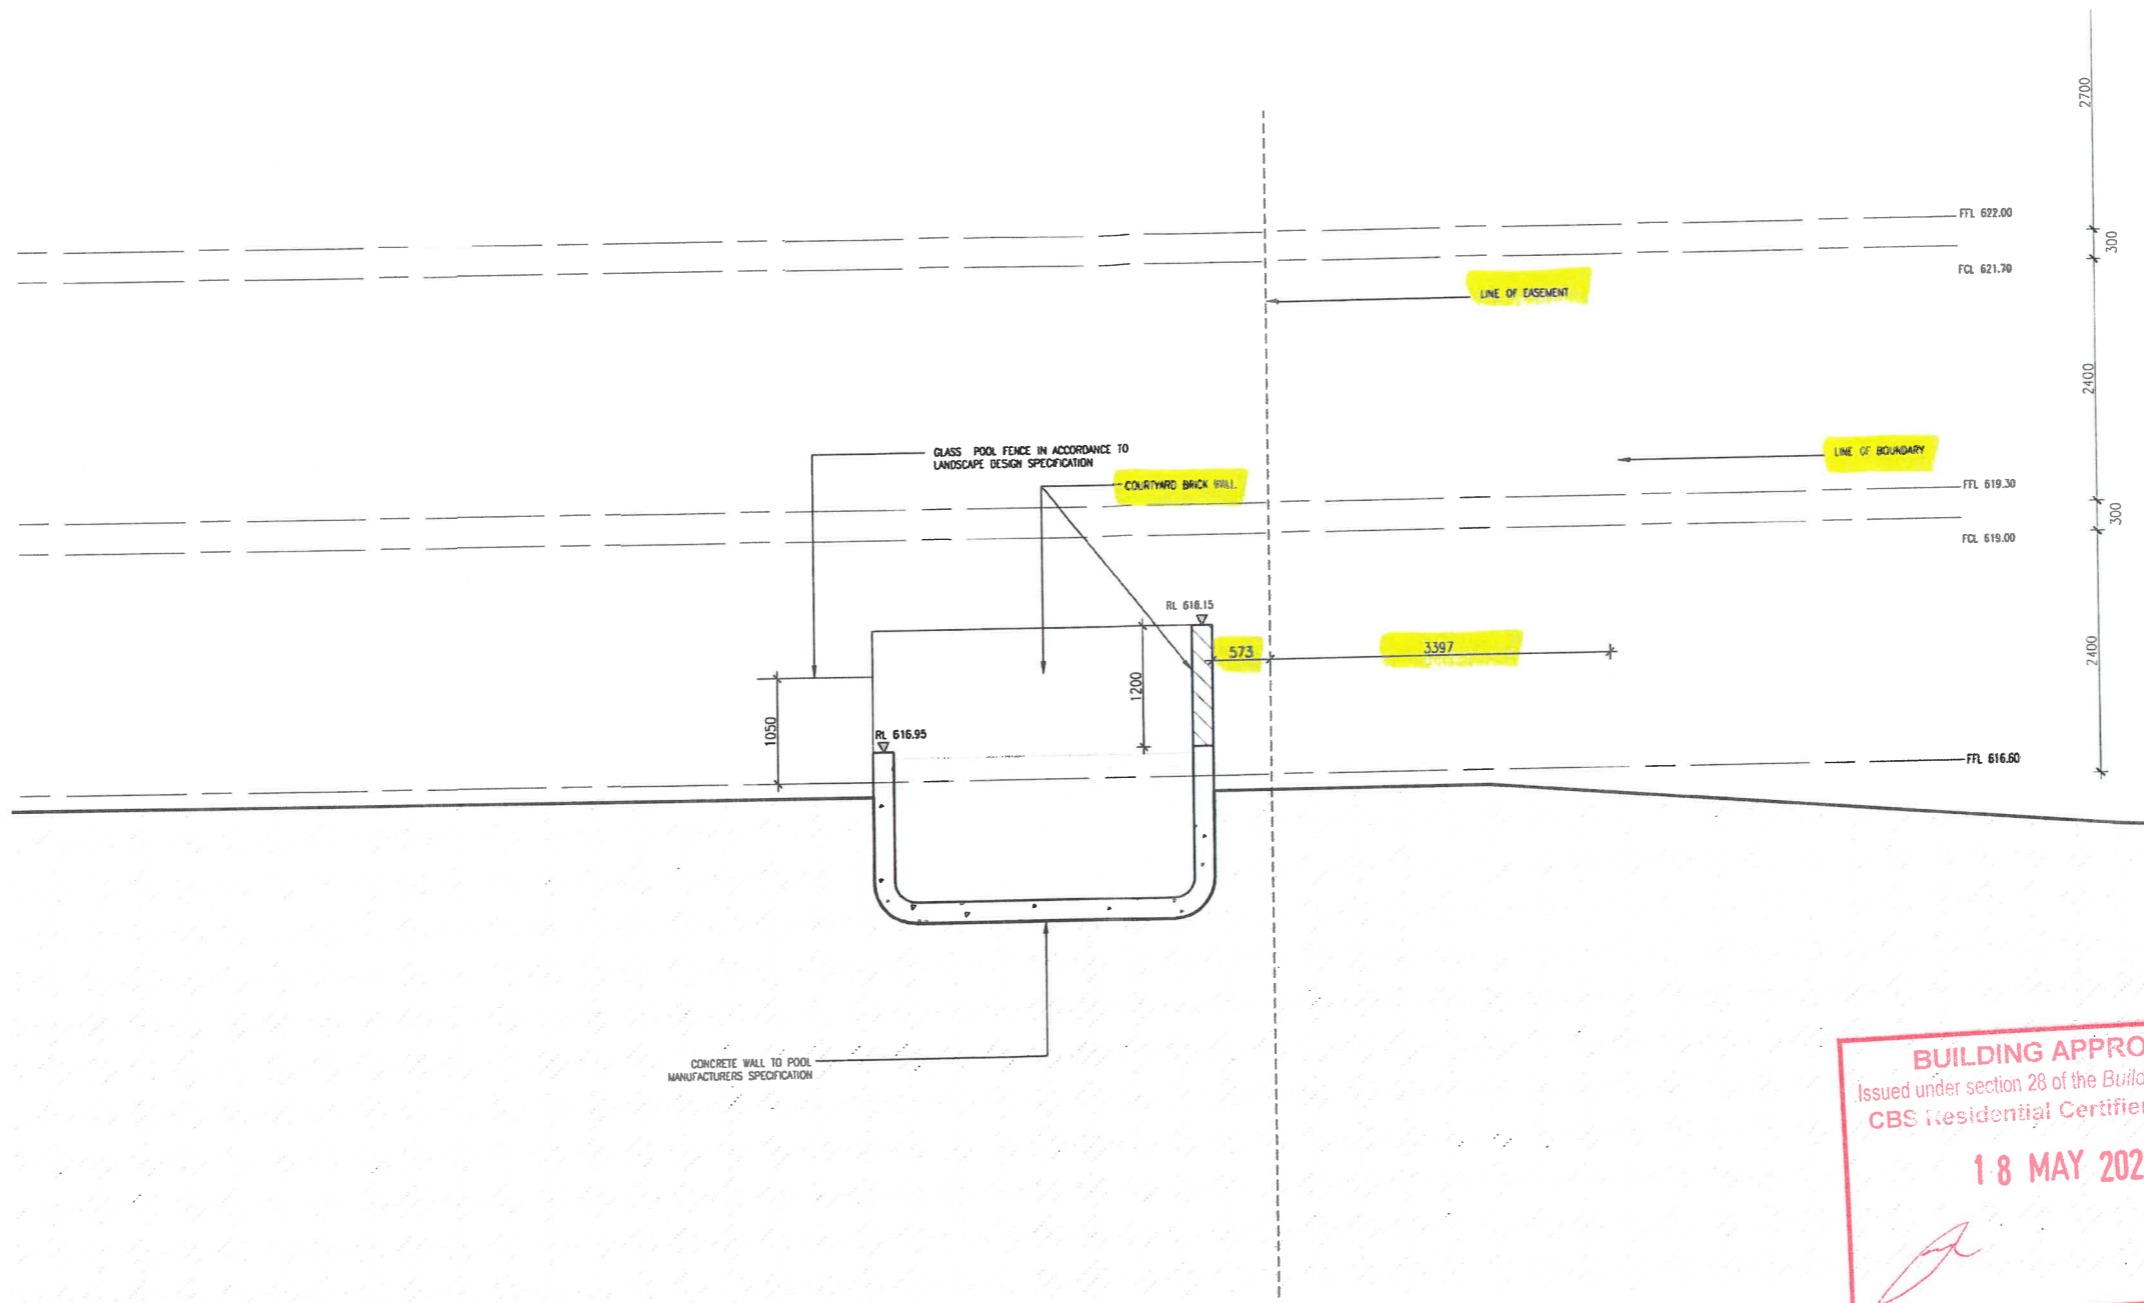 2700
FFL 622.00
300
FCL 621.70
LINE OF EASEMENT
2400
GLASS POOL FENCE IN ACCORDANCE TO
LANDSCAPE DESIGN SPECIFICATION
LINE OF BOUNDARY
COURTYARD BRICK WALL
FFL 619.30
300
FCL 619.00
RL 618.15
573
3397
2400
1200
1050
RL 616.95
FFL 616.60
CONCRETE WALL TO POOL
MANUFACTURERS SPECIFICATION
BUILDING APPRO
Issued under section 28 of the Build
CBS Residential Certifier
18 MAY 202